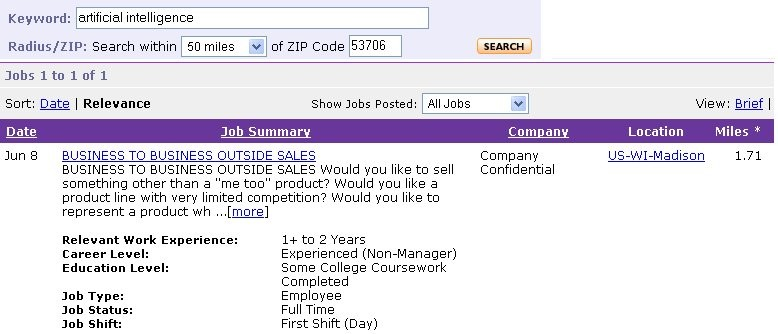 Keyword: artificial intelligence
Radius/ZIP: Search within 50 miles of ZIP Code 53706 SEARCH
Jobs 1 to 1 of 1
Sort: Date | Relevance Show Jobs Posted: All Jobs View: Brief |
Date Job Summary Company Location Miles *
Jun 8 BUSINESS TO BUSINESS OUTSIDE SALES Company US-WI-Madison 1.71
BUSINESS TO BUSINESS OUTSIDE SALES Would you like to sell Confidential
something other than a "me too" product? Would you like a
product line with very limited competition? Would you like to
represent a product wh ...[more]
Relevant Work Experience: 1+ to 2 Years
Career Level: Experienced (Non-Manager)
Education Level: Some College Coursework
Completed
Job Type: Employee
Job Status: Full Time
Job Shift: First Shift (Day)